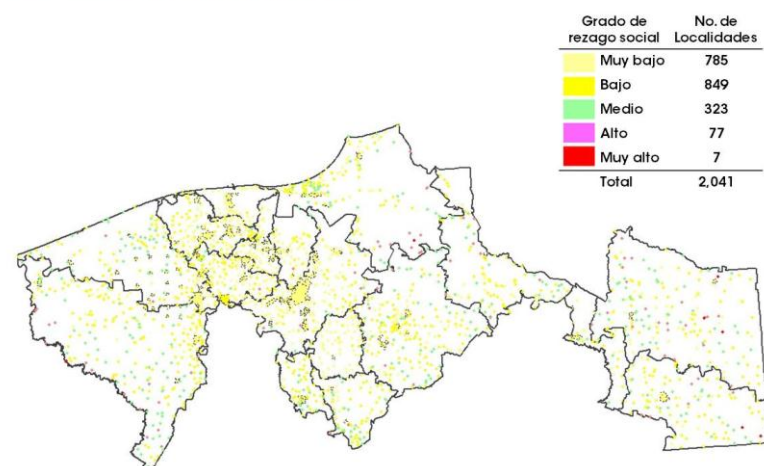 Grado de rezago social No. de Localidades
Muy bajo 785
Bajo 849
Medio 323
Alto 77
Muy alto 7
Total 2,041